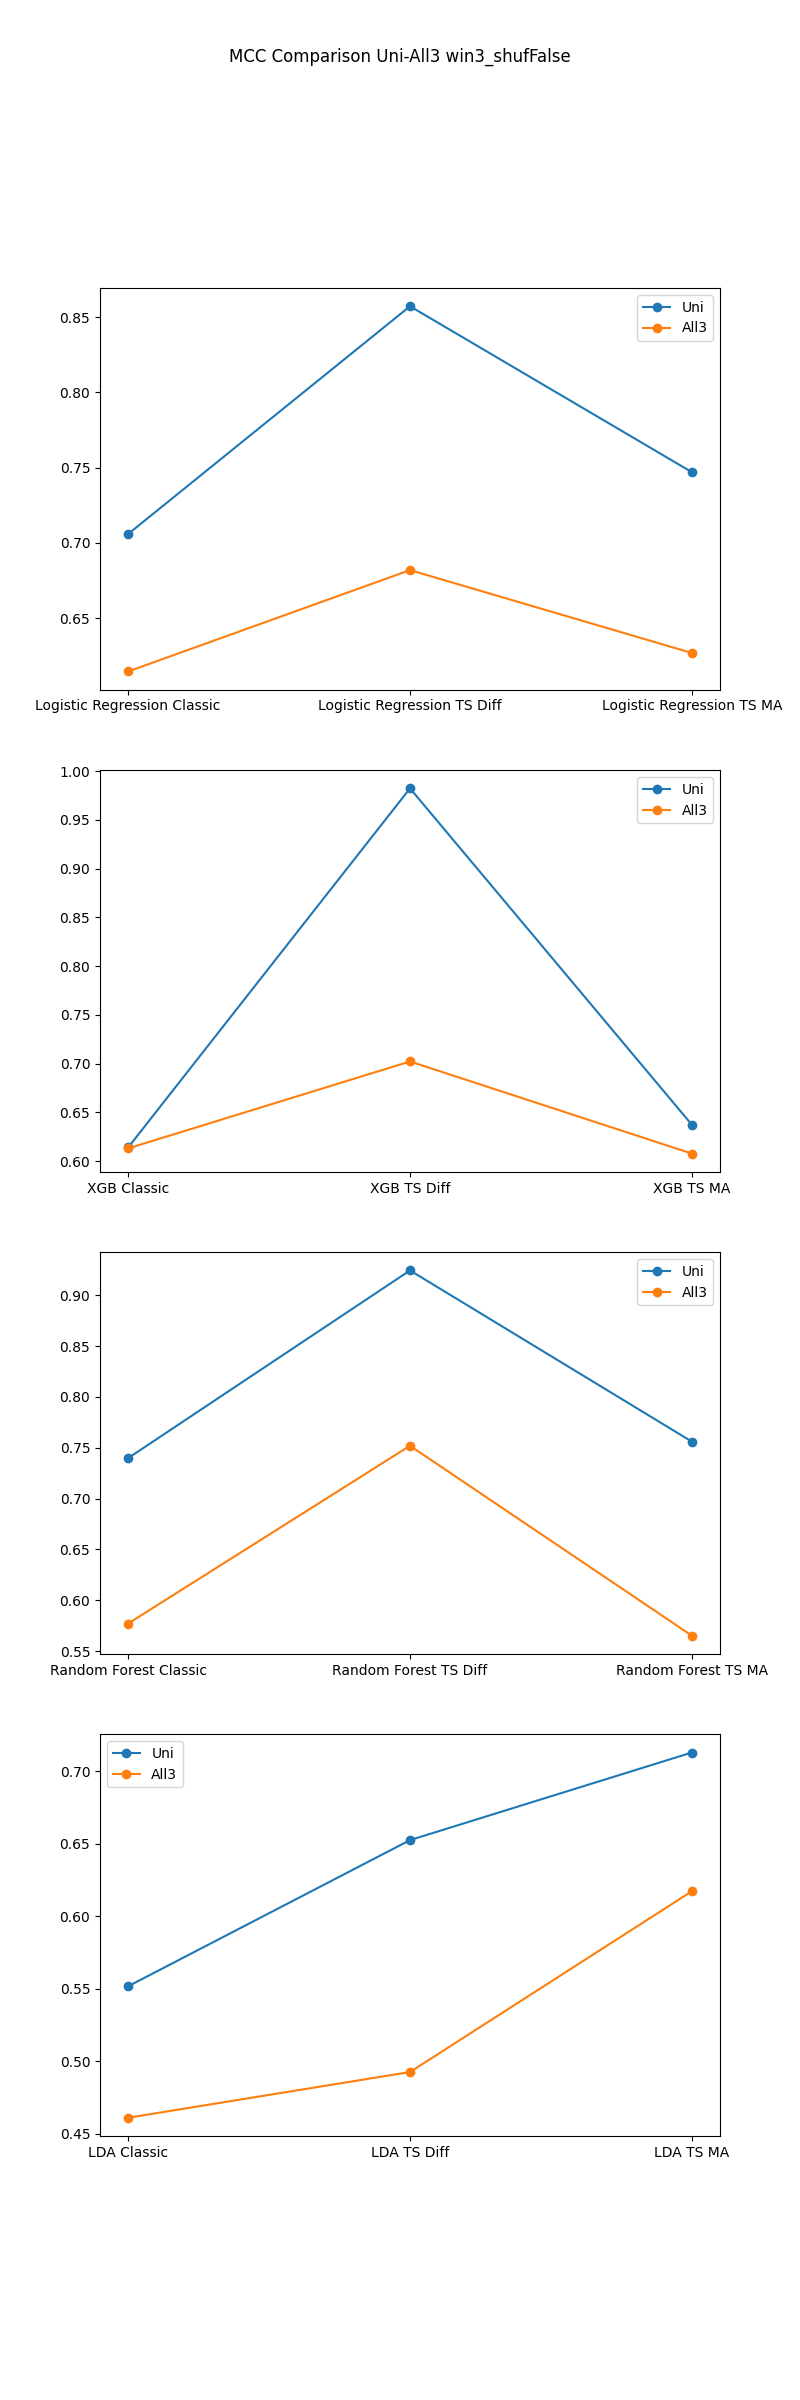 MCC Comparison Uni-All3 win3_shufFalse
Uni
All3
0.85
0.80
0.75
0.70
0.65
Logistic Regression Classic
Logistic Regression TS Diff
Logistic Regression TS MA
Uni
All3
1.00
0.95
0.90
0.85
0.80
0.75
0.70
0.65
0.60
XGB Classic
XGB TS Diff
XGB TS MA
Uni
All3
0.90
0.85
0.80
0.75
0.70
0.65
0.60
0.55
Random Forest Classic
Random Forest TS Diff
Random Forest TS MA
Uni
All3
0.70
0.65
0.60
0.55
0.50
0.45
LDA Classic
LDA TS Diff
LDA TS MA